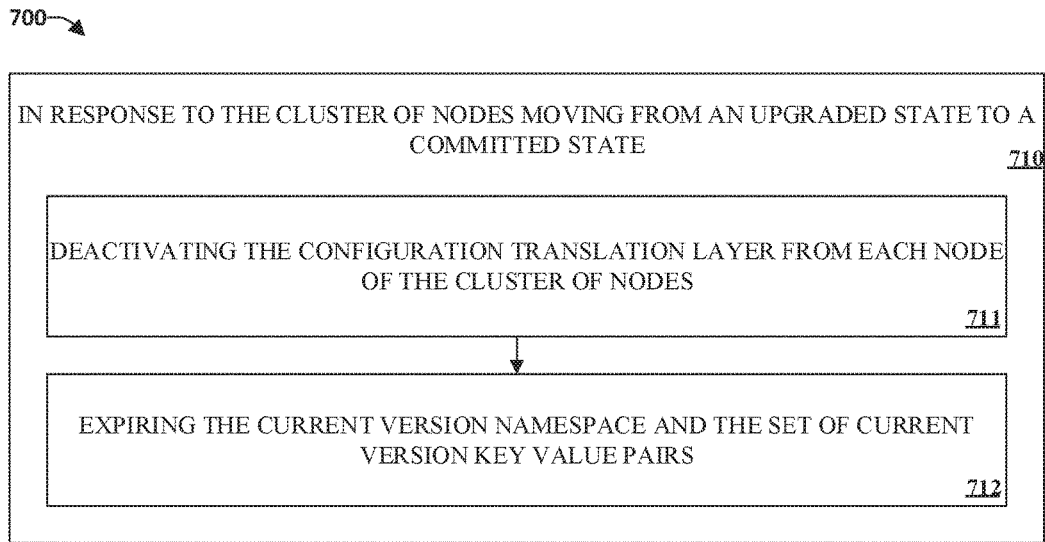 700
IN RESPONSE TO THE CLUSTER OF NODES MOVING FROM AN UPGRADED STATE TO A
COMMITTED STATE
710
DEACTIVATING THE CONFIGURATION TRANSLATION LAYER FROM EACH NODE
OF THE CLUSTER OF NODES
711
EXPIRING THE CURRENT VERSION NAMESPACE AND THE SET OF CURRENT
VERSION KEY VALUE PAIRS
712